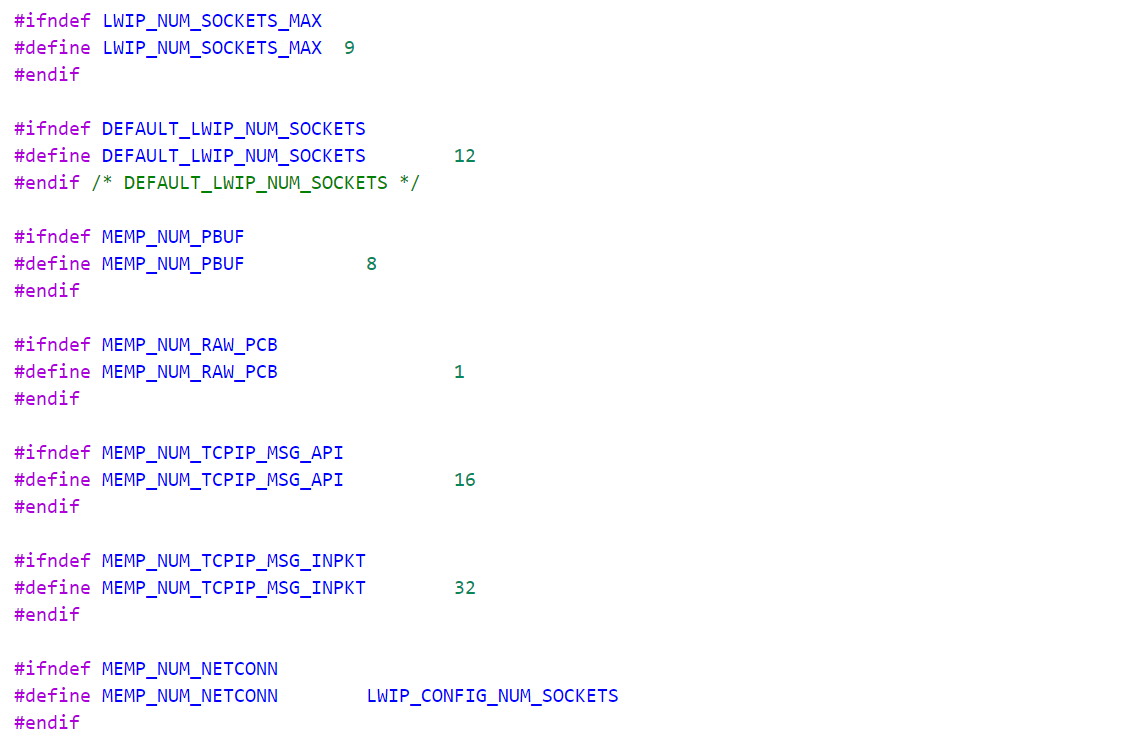 #ifndef LWIP_NUM_SOCKETS_MAX
#define LWIP_NUM_SOCKETS_MAX  9
#endif

#ifndef DEFAULT_LWIP_NUM_SOCKETS
#define DEFAULT_LWIP_NUM_SOCKETS        12
#endif /* DEFAULT_LWIP_NUM_SOCKETS */

#ifndef MEMP_NUM_PBUF
#define MEMP_NUM_PBUF           8
#endif

#ifndef MEMP_NUM_RAW_PCB
#define MEMP_NUM_RAW_PCB                1
#endif

#ifndef MEMP_NUM_TCPIP_MSG_API
#define MEMP_NUM_TCPIP_MSG_API          16
#endif

#ifndef MEMP_NUM_TCPIP_MSG_INPKT
#define MEMP_NUM_TCPIP_MSG_INPKT        32
#endif

#ifndef MEMP_NUM_NETCONN
#define MEMP_NUM_NETCONN        LWIP_CONFIG_NUM_SOCKETS
#endif